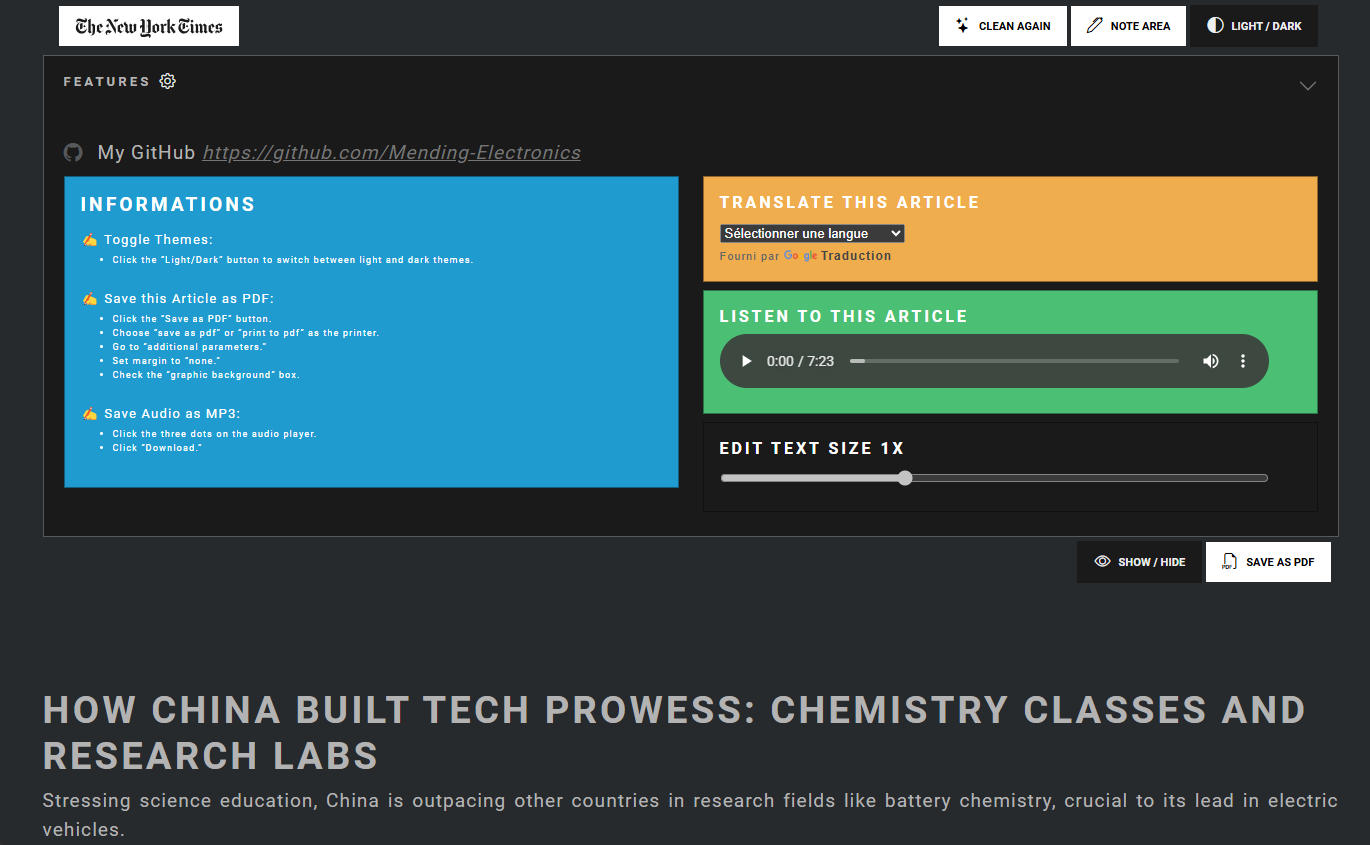 The New York Times
CLEAN AGAIN
NOTE AREA
LIGHT / DARK
FEATURES
My GitHub https://github.com/Mending-Electronics
INFORMATIONS
✍ Toggle Themes:
• Click the "Light/Dark" button to switch between light and dark themes.
✍ Save this Article as PDF:
• Click the "Save as PDF" button.
• Choose "save as pdf" or "print to pdf" as the printer.
• Go to "additional parameters."
• Set margin to "none."
• Check the "graphic background" box.
✍ Save Audio as MP3:
• Click the three dots on the audio player.
• Click "Download."
TRANSLATE THIS ARTICLE
Sélectionner une langue
Fourni par Google Traduction
LISTEN TO THIS ARTICLE
0:00 / 7:23
EDIT TEXT SIZE 1X
SHOW / HIDE
PDF
SAVE AS PDF
HOW CHINA BUILT TECH PROWESS: CHEMISTRY CLASSES AND
RESEARCH LABS
Stressing science education, China is outpacing other countries in research fields like battery chemistry, crucial to its lead in electric
vehicles.